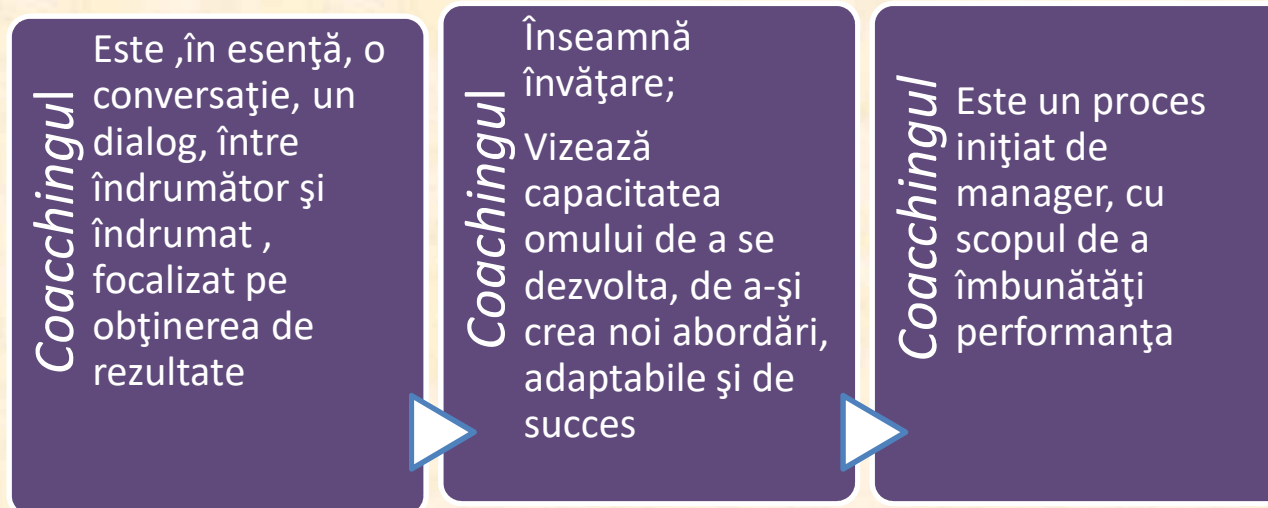 Coacchingul
Este ,în esenţă, o
conversaţie, un
dialog, între
îndrumător şi
îndrumat ,
focalizat pe
obţinerea de
rezultate
Coachingul
Înseamnă
învăţare;
Vizează
capacitatea
omului de a se
dezvolta, de a-şi
crea noi abordări,
adaptabile şi de
succes
Coacchingul
Este un proces
iniţiat de
manager, cu
scopul de a
îmbunătăţi
performanţa